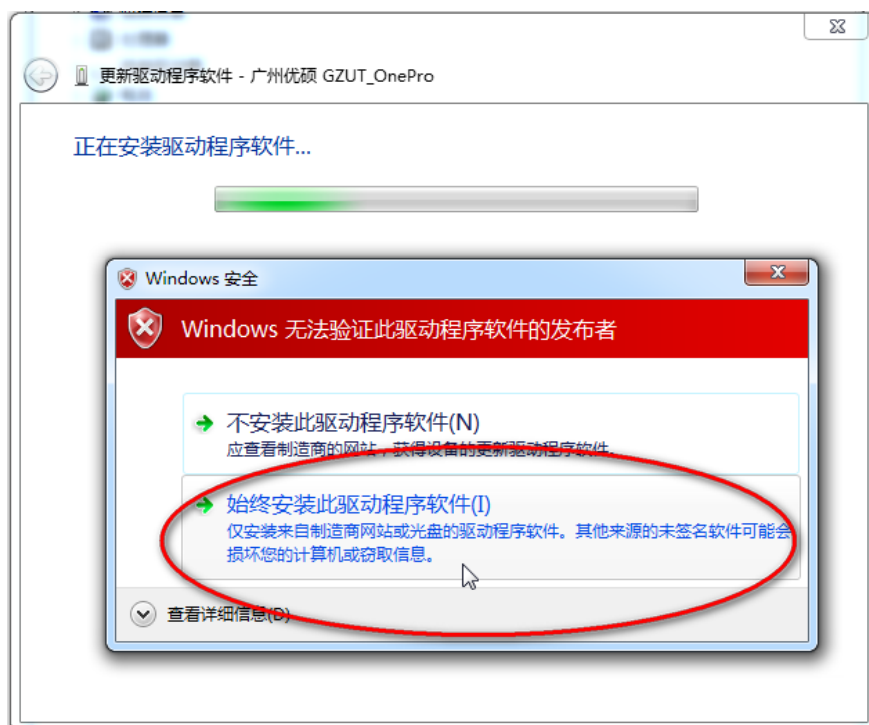 更新驱动程序软件 - 广州优硕 GZUT_OnePro
正在安装驱动程序软件...
Windows 安全
Windows 无法验证此驱动程序软件的发布者
不安装此驱动程序软件(N)
应查看制造商的网站，获得设备的更新驱动程序软件。
始终安装此驱动程序软件(I)
仅安装来自制造商网站或光盘的驱动程序软件。其他来源的未签名软件可能会
损坏您的计算机或窃取信息。
查看详细信息(D)